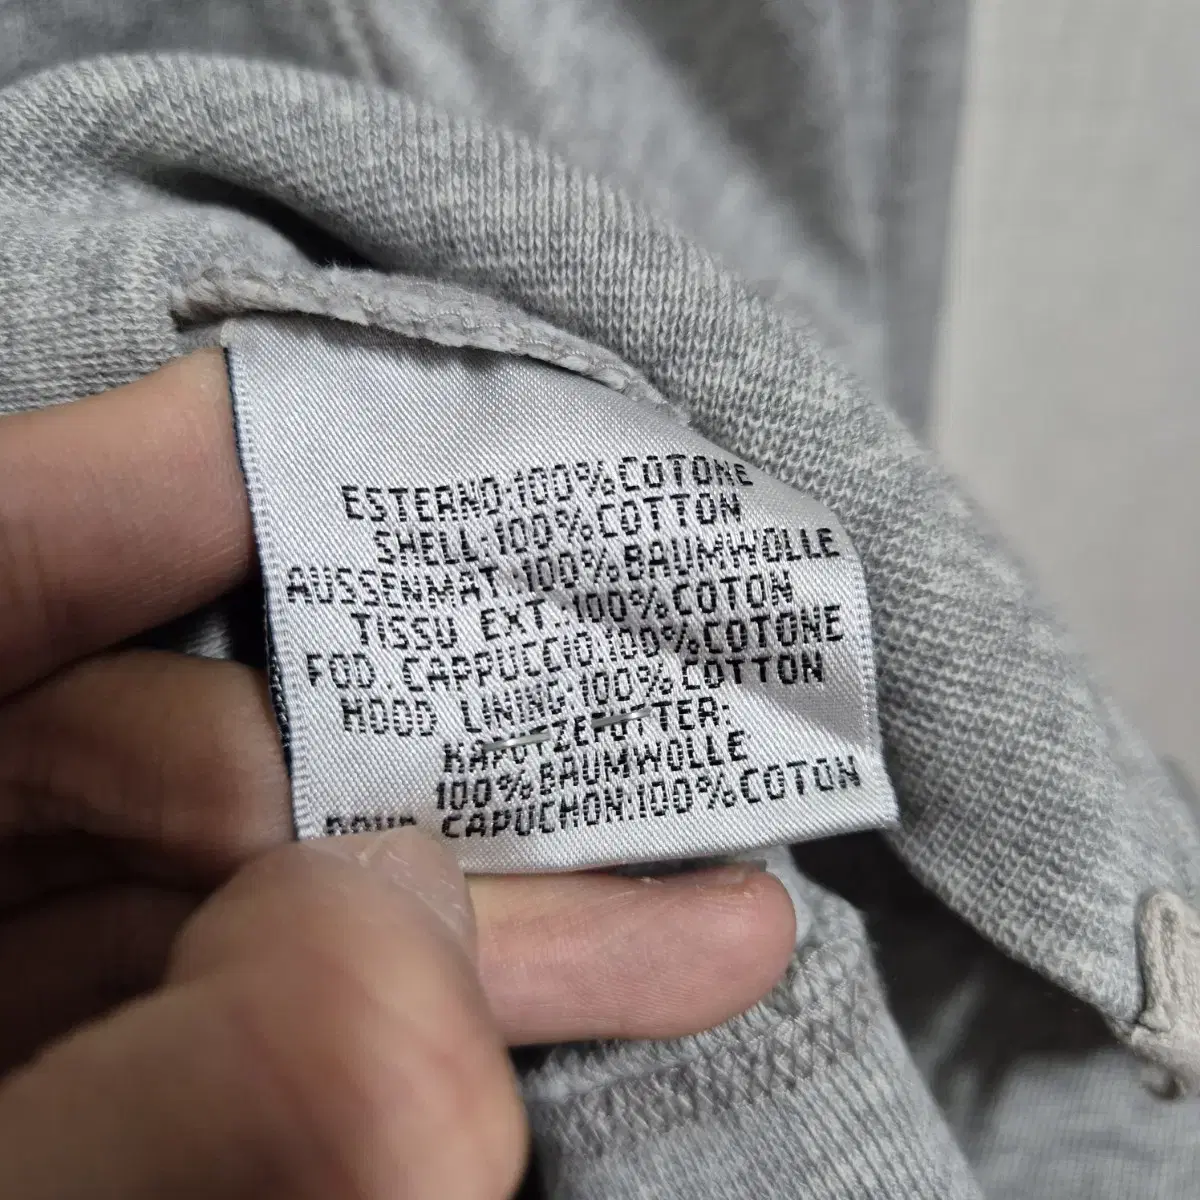 ESTERNO:100%COTONE
SHELL:100%COTTON
AUSSENMAT.:100%BAUMWOLLE
TISSU EXT.:100%COTON
FOD.CAPPUCCIO:100%COTONE
HOOD LINING:100%COTTON
KAPUTZEFUTTER:
100%BAUMWOLLE
CAPUCHON:100%COTON